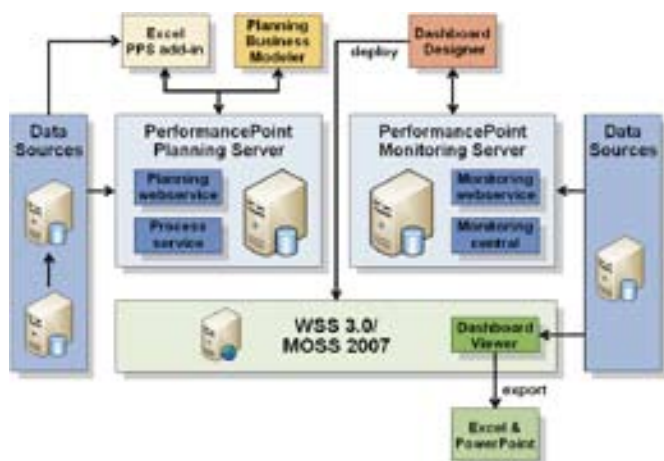 Excel
PPS add-in
Planning
Business
Modeler
deploy
Dashboard
Designer
Data
Sources
PerformancePoint
Planning Server
Planning
webservice
Process
service
PerformancePoint
Monitoring Server
Monitoring
webservice
Monitoring
central
Data
Sources
WSS 3.0/
MOSS 2007
Dashboard
Viewer
export
Excel &
PowerPoint